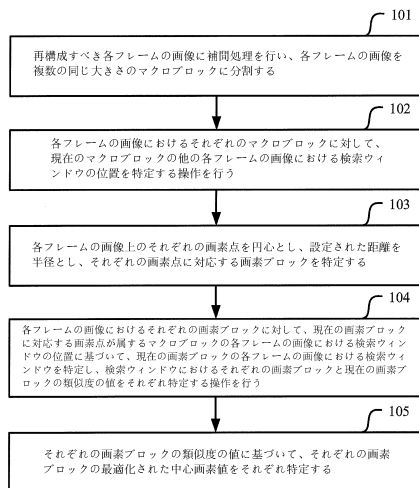 101
再構成すべき各フレームの画像に補間処理を行い、各フレームの画像を
複数の同じ大きさのマクロブロックに分割する
102
各フレームの画像におけるそれぞれのマクロブロックに対して、
現在のマクロブロックの他の各フレームの画像における検索ウィ
ンドウの位置を特定する操作を行う
103
各フレームの画像上のそれぞれの画素点を円心とし、設定された距離を
半径とし、それぞれの画素点に対応する画素ブロックを特定する
104
各フレームの画像におけるそれぞれの画素ブロックに対して、現在の画素ブロック
に対応する画素点が属するマクロブロックの各フレームの画像における検索ウィン
ドウの位置に基づいて、現在の画素ブロックの各フレームの画像における検索ウィ
ンドウを特定し、検索ウィンドウにおけるそれぞれの画素ブロックと現在の画素ブ
ロックの類似度の値をそれぞれ特定する操作を行う
105
それぞれの画素ブロックの類似度の値に基づいて、それぞれの画素
ブロックの最適化された中心画素値をそれぞれ特定する